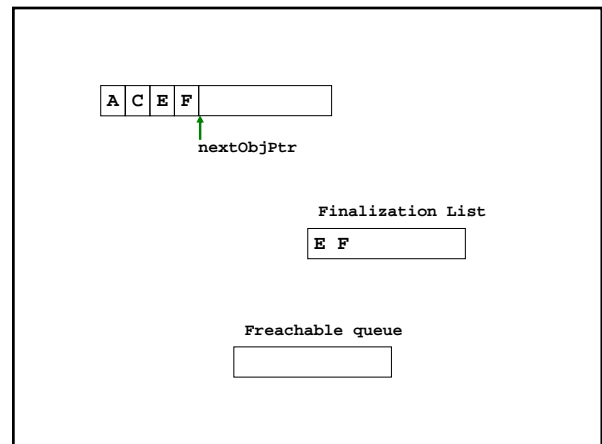 A C E F
nextObjPtr
Finalization List
E F
Freachable queue